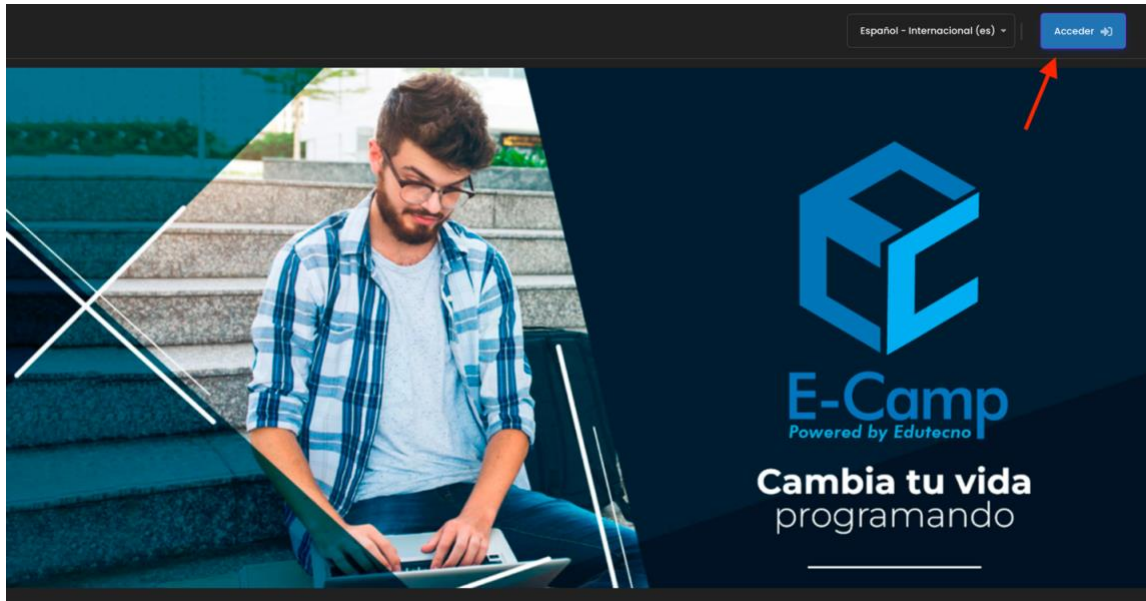 Español - Internacional (es)
Acceder
E-Camp
Powered by Edutecno
Cambia tu vida
programando